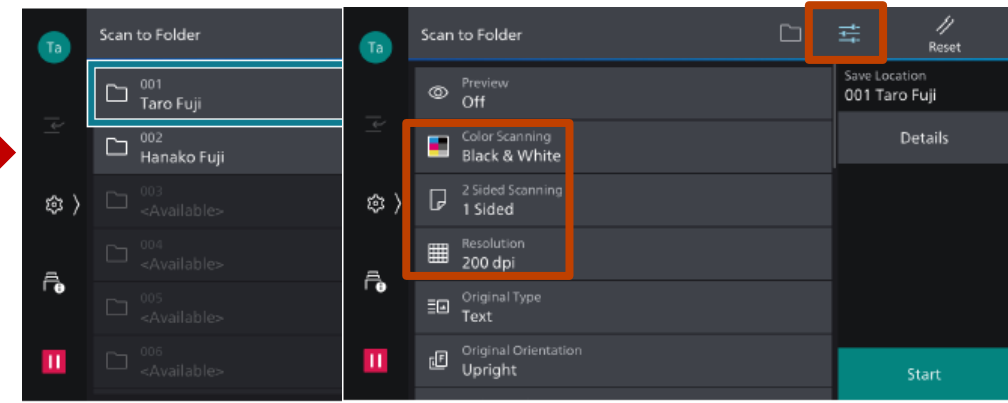 Ta
Scan to Folder
001
Taro Fuji
002
Hanako Fuji
003
<Available>
004
<Available>
005
<Available>
006
<Available>
Ta
Scan to Folder
Reset
Preview
Off
Color Scanning
Black & White
2 Sided Scanning
1 Sided
Resolution
200 dpi
Original Type
Text
Original Orientation
Upright
Save Location
001 Taro Fuji
Details
Start